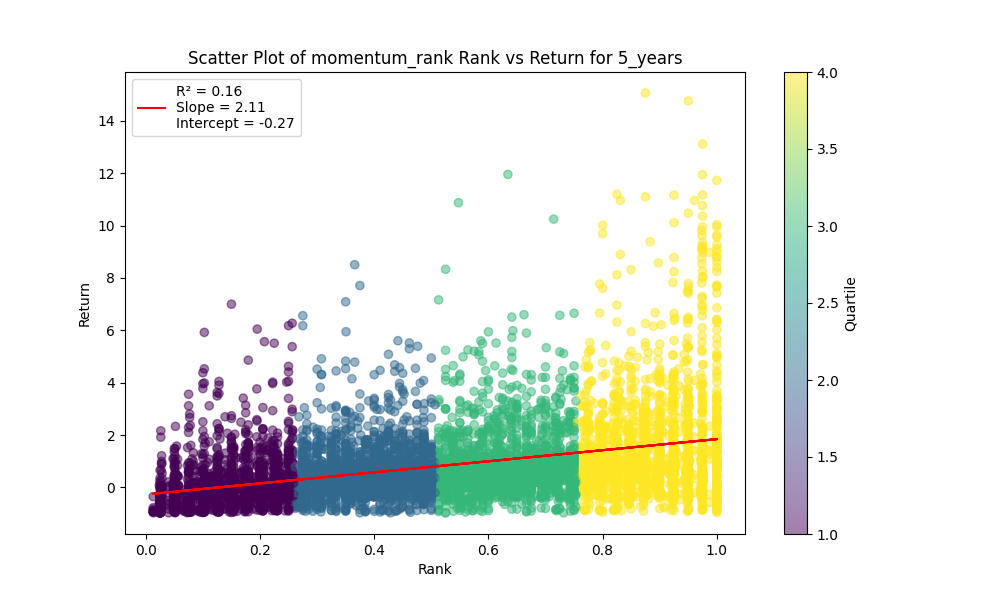 Scatter Plot of momentum_rank Rank vs Return for 5_years
R² = 0.16
Slope = 2.11
Intercept = -0.27
Return
14
12
10
8
6
4
2
0
0.0 0.2 0.4 0.6 0.8 1.0
Rank
4.0
3.5
3.0
2.5
2.0
1.5
1.0
Quartile